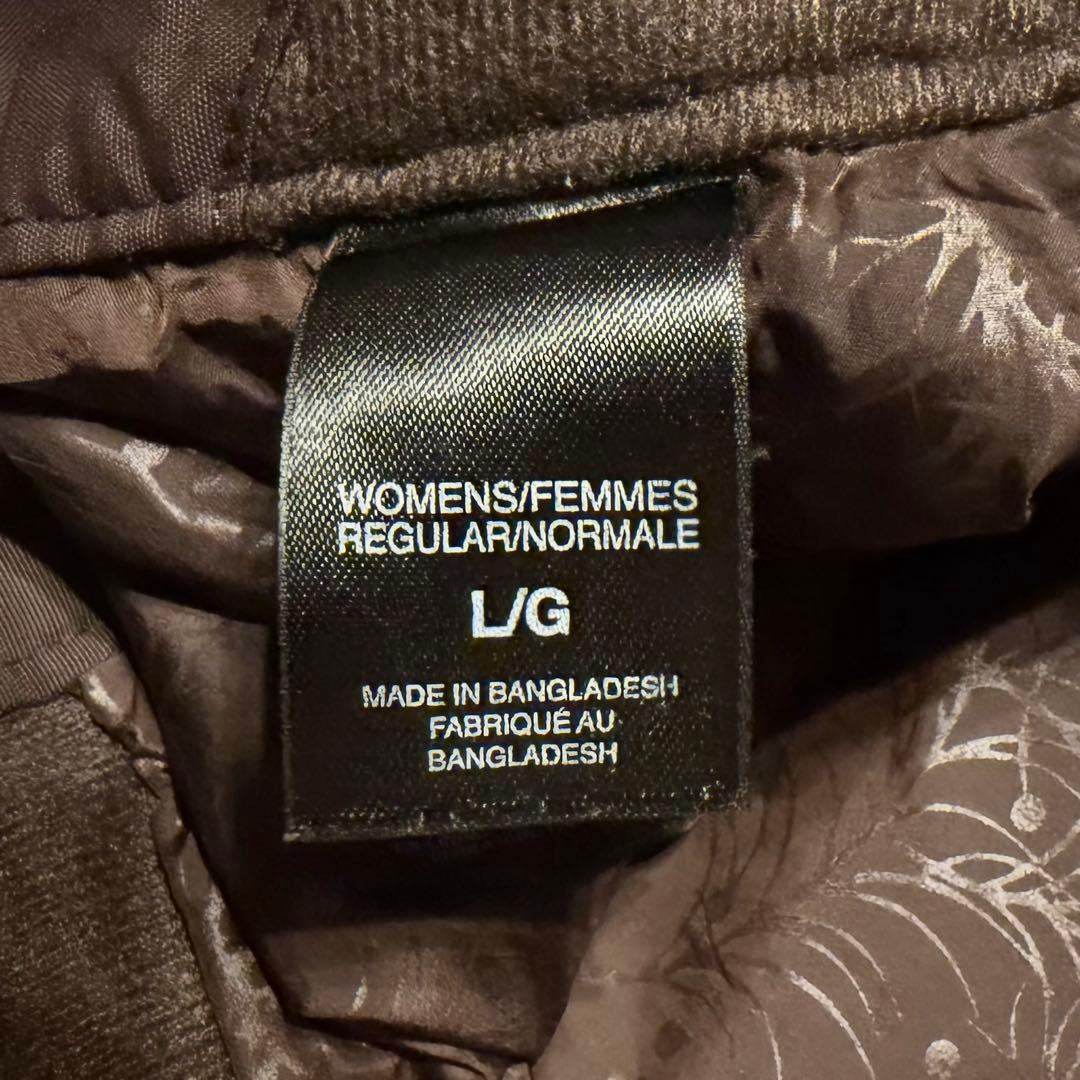 WOMENS/FEMMES
REGULAR/NORMALE
L/G
MADE IN BANGLADESH
FABRIQUÉ AU
BANGLADESH